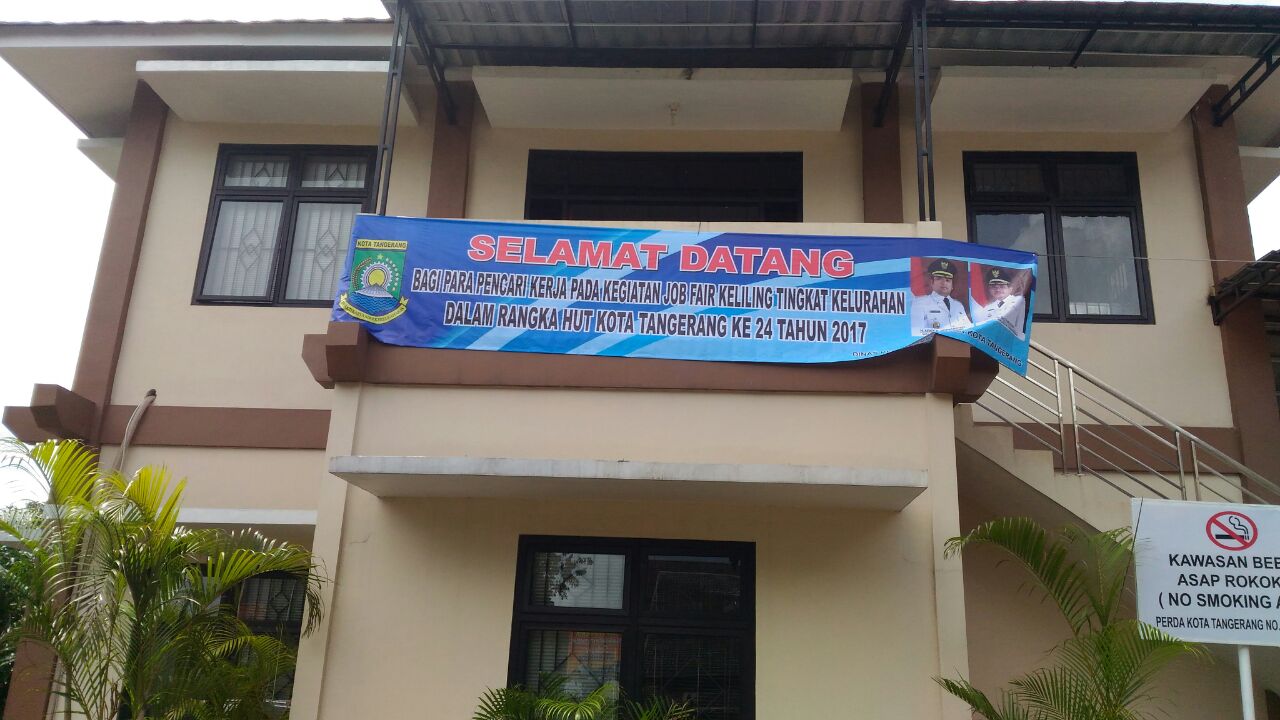 KOTA TANGERANG
SELAMAT DATANG
BAGI PARA PENCARI KERJA PADA KEGIATAN JOB FAIR KELILING TINGKAT KELURAHAN
DALAM RANGKA HUT KOTA TANGERANG KE 24 TAHUN 2017
KOTA TANGERANG
KAWASAN
ASAP ROKOK
( NO SMOKING
PERDA KOTA TANGERANG NO.